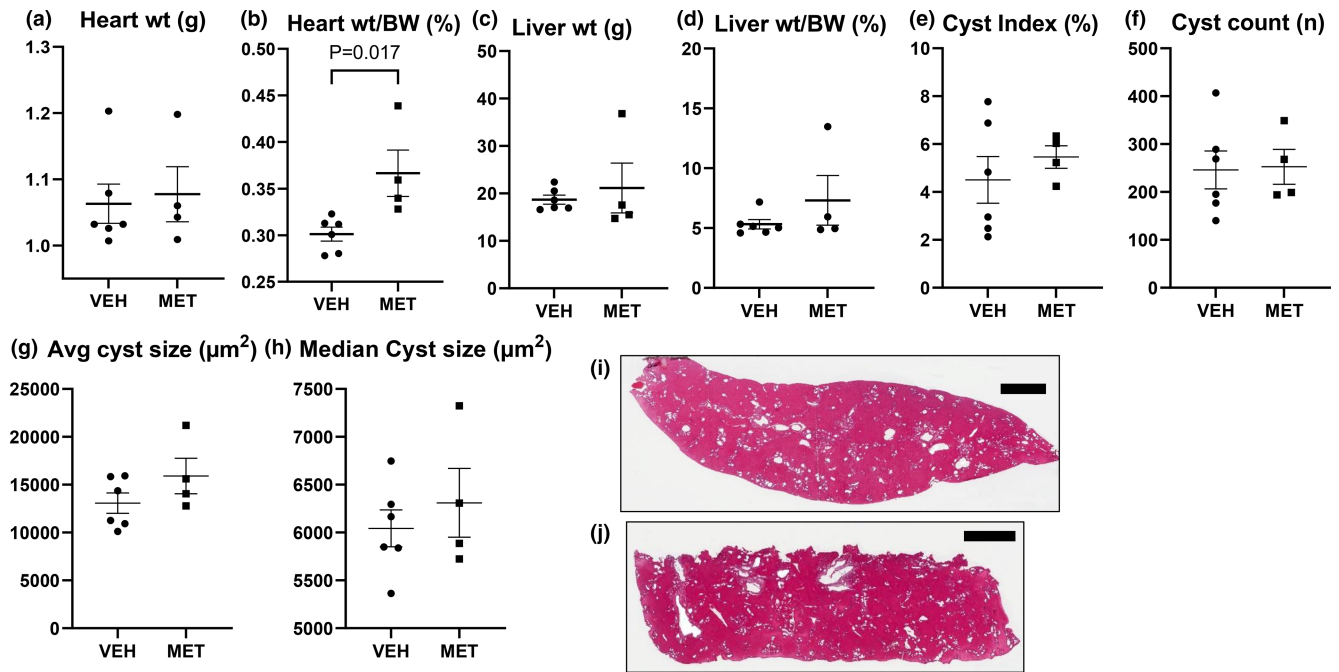 (a) Heart wt (g)
1.3
1.2
1.1
1.0
VEH MET
(b) Heart wt/BW (%)
P=0.017
0.50
0.45
0.40
0.35
0.30
0.25
VEH MET
(c) Liver wt (g)
50
40
30
20
10
0
VEH MET
(d) Liver wt/BW (%)
20
15
10
5
0
VEH MET
(e) Cyst Index (%)
10
8
6
4
2
0
VEH MET
(f) Cyst count (n)
500
400
300
200
100
0
VEH MET
(g) Avg cyst size (µm²)
25000
20000
15000
10000
5000
0
VEH MET
(h) Median Cyst size (µm²)
7500
7000
6500
6000
5500
5000
VEH MET
(i)
(j)